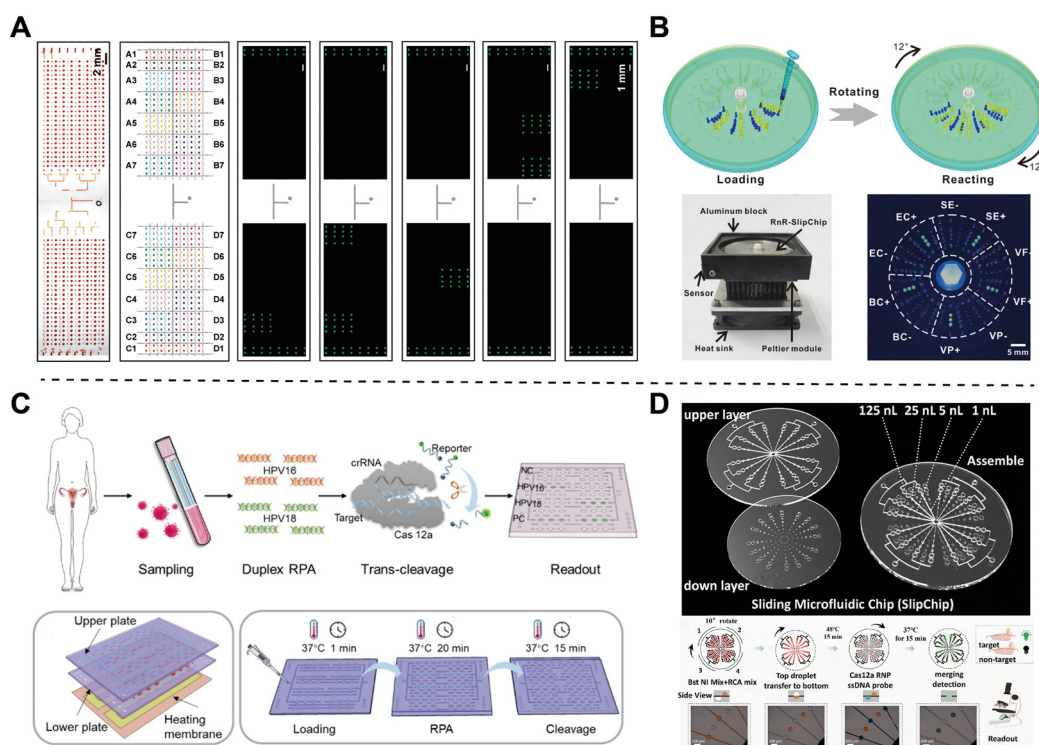 A
2 mm
A1
A2
A3
A4
A5
A6
A7
B1
B2
B3
B4
B5
B6
B7
C7
C6
C5
C4
C3
C2
C1
D7
D6
D5
D4
D3
D2
D1
1 mm
B
12°
Rotating
12°
Loading
Reacting
Aluminum block
RnR-SlipChip
Sensor
Heat sink
Peltier module
SE-
SE+
EC+
EC-
VF-
VF+
BC+
BC-
VP-
VP+
5 mm
C
HPV16
HPV18
crRNA
Reporter
Target
Cas 12a
NC
HPV16
HPV18
PC
Sampling
Duplex RPA
Trans-cleavage
Readout
Upper plate
Lower plate
Heating
membrane
37°C 1 min
37°C 20 min
37°C 15 min
Loading
RPA
Cleavage
D
upper layer
125 nL 25 nL 5 nL 1 nL
Assemble
down layer
Sliding Microfluidic Chip (SlipChip)
10° rotate
1
2
3
4
48°C
15 min
37°C
for 15 min
target
non-target
Bst NI Mix+RCA mix
Top droplet
transfer to bottom
Cas12a RNP
ssDNA probe
merging
detection
Side View
Readout